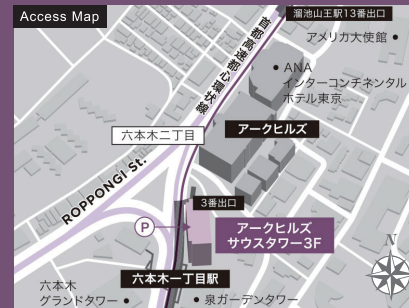 Access Map
溜池山王駅13番出口
アメリカ大使館
首都高速都心環状線
ANA
インターコンチネンタル
ホテル東京
六本木二丁目
アークヒルズ
ROPPONGI St.
3番出口
P
アークヒルズ
サウスタワー3F
N
六本木一丁目駅
六本木
グランドタワー
泉ガーデンタワー